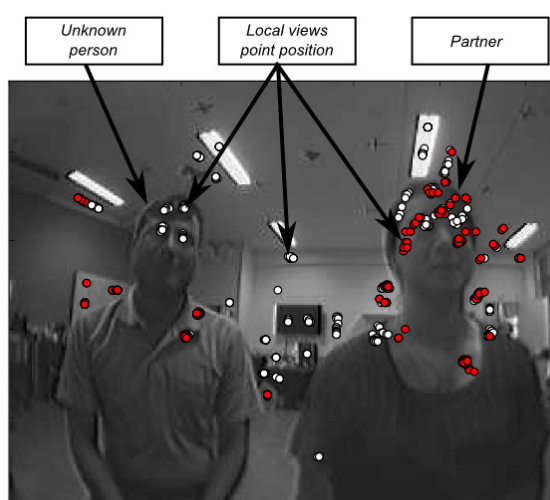 Unknown
person
Local views
point position
Partner